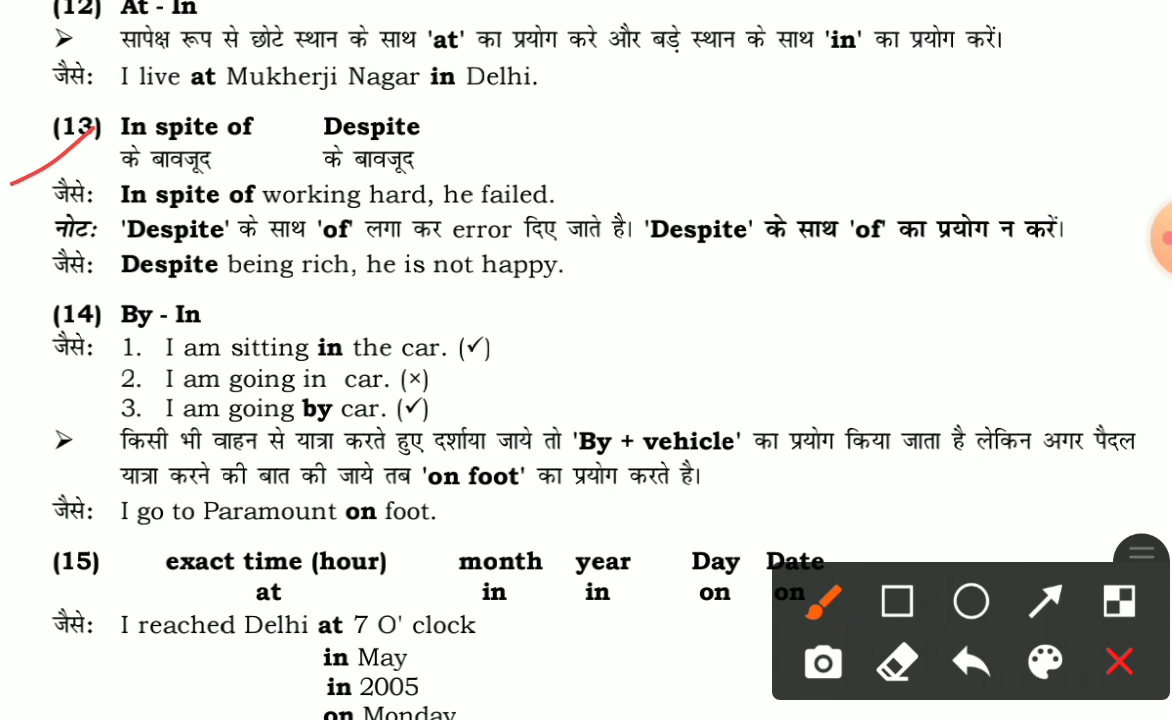 (12) At - In
➤ सापेक्ष रूप से छोटे स्थान के साथ 'at' का प्रयोग करे और बड़े स्थान के साथ 'in' का प्रयोग करें।
जैसे: I live at Mukherji Nagar in Delhi.
(13) In spite of Despite
के बावजूद के बावजूद
जैसे: In spite of working hard, he failed.
नोट: 'Despite' के साथ 'of' लगा कर error दिए जाते है। 'Despite' के साथ 'of' का प्रयोग न करें।
जैसे: Despite being rich, he is not happy.
(14) By - In
जैसे: 1. I am sitting in the car. (✓)
2. I am going in car. (×)
3. I am going by car. (✓)
➤ किसी भी वाहन से यात्रा करते हुए दर्शाया जाये तो 'By + vehicle' का प्रयोग किया जाता है लेकिन अगर पैदल
यात्रा करने की बात की जाये तब 'on foot' का प्रयोग करते है।
जैसे: I go to Paramount on foot.
(15) exact time (hour) month year Day Date
at in in on on
जैसे: I reached Delhi at 7 O' clock
in May
in 2005
on Monday